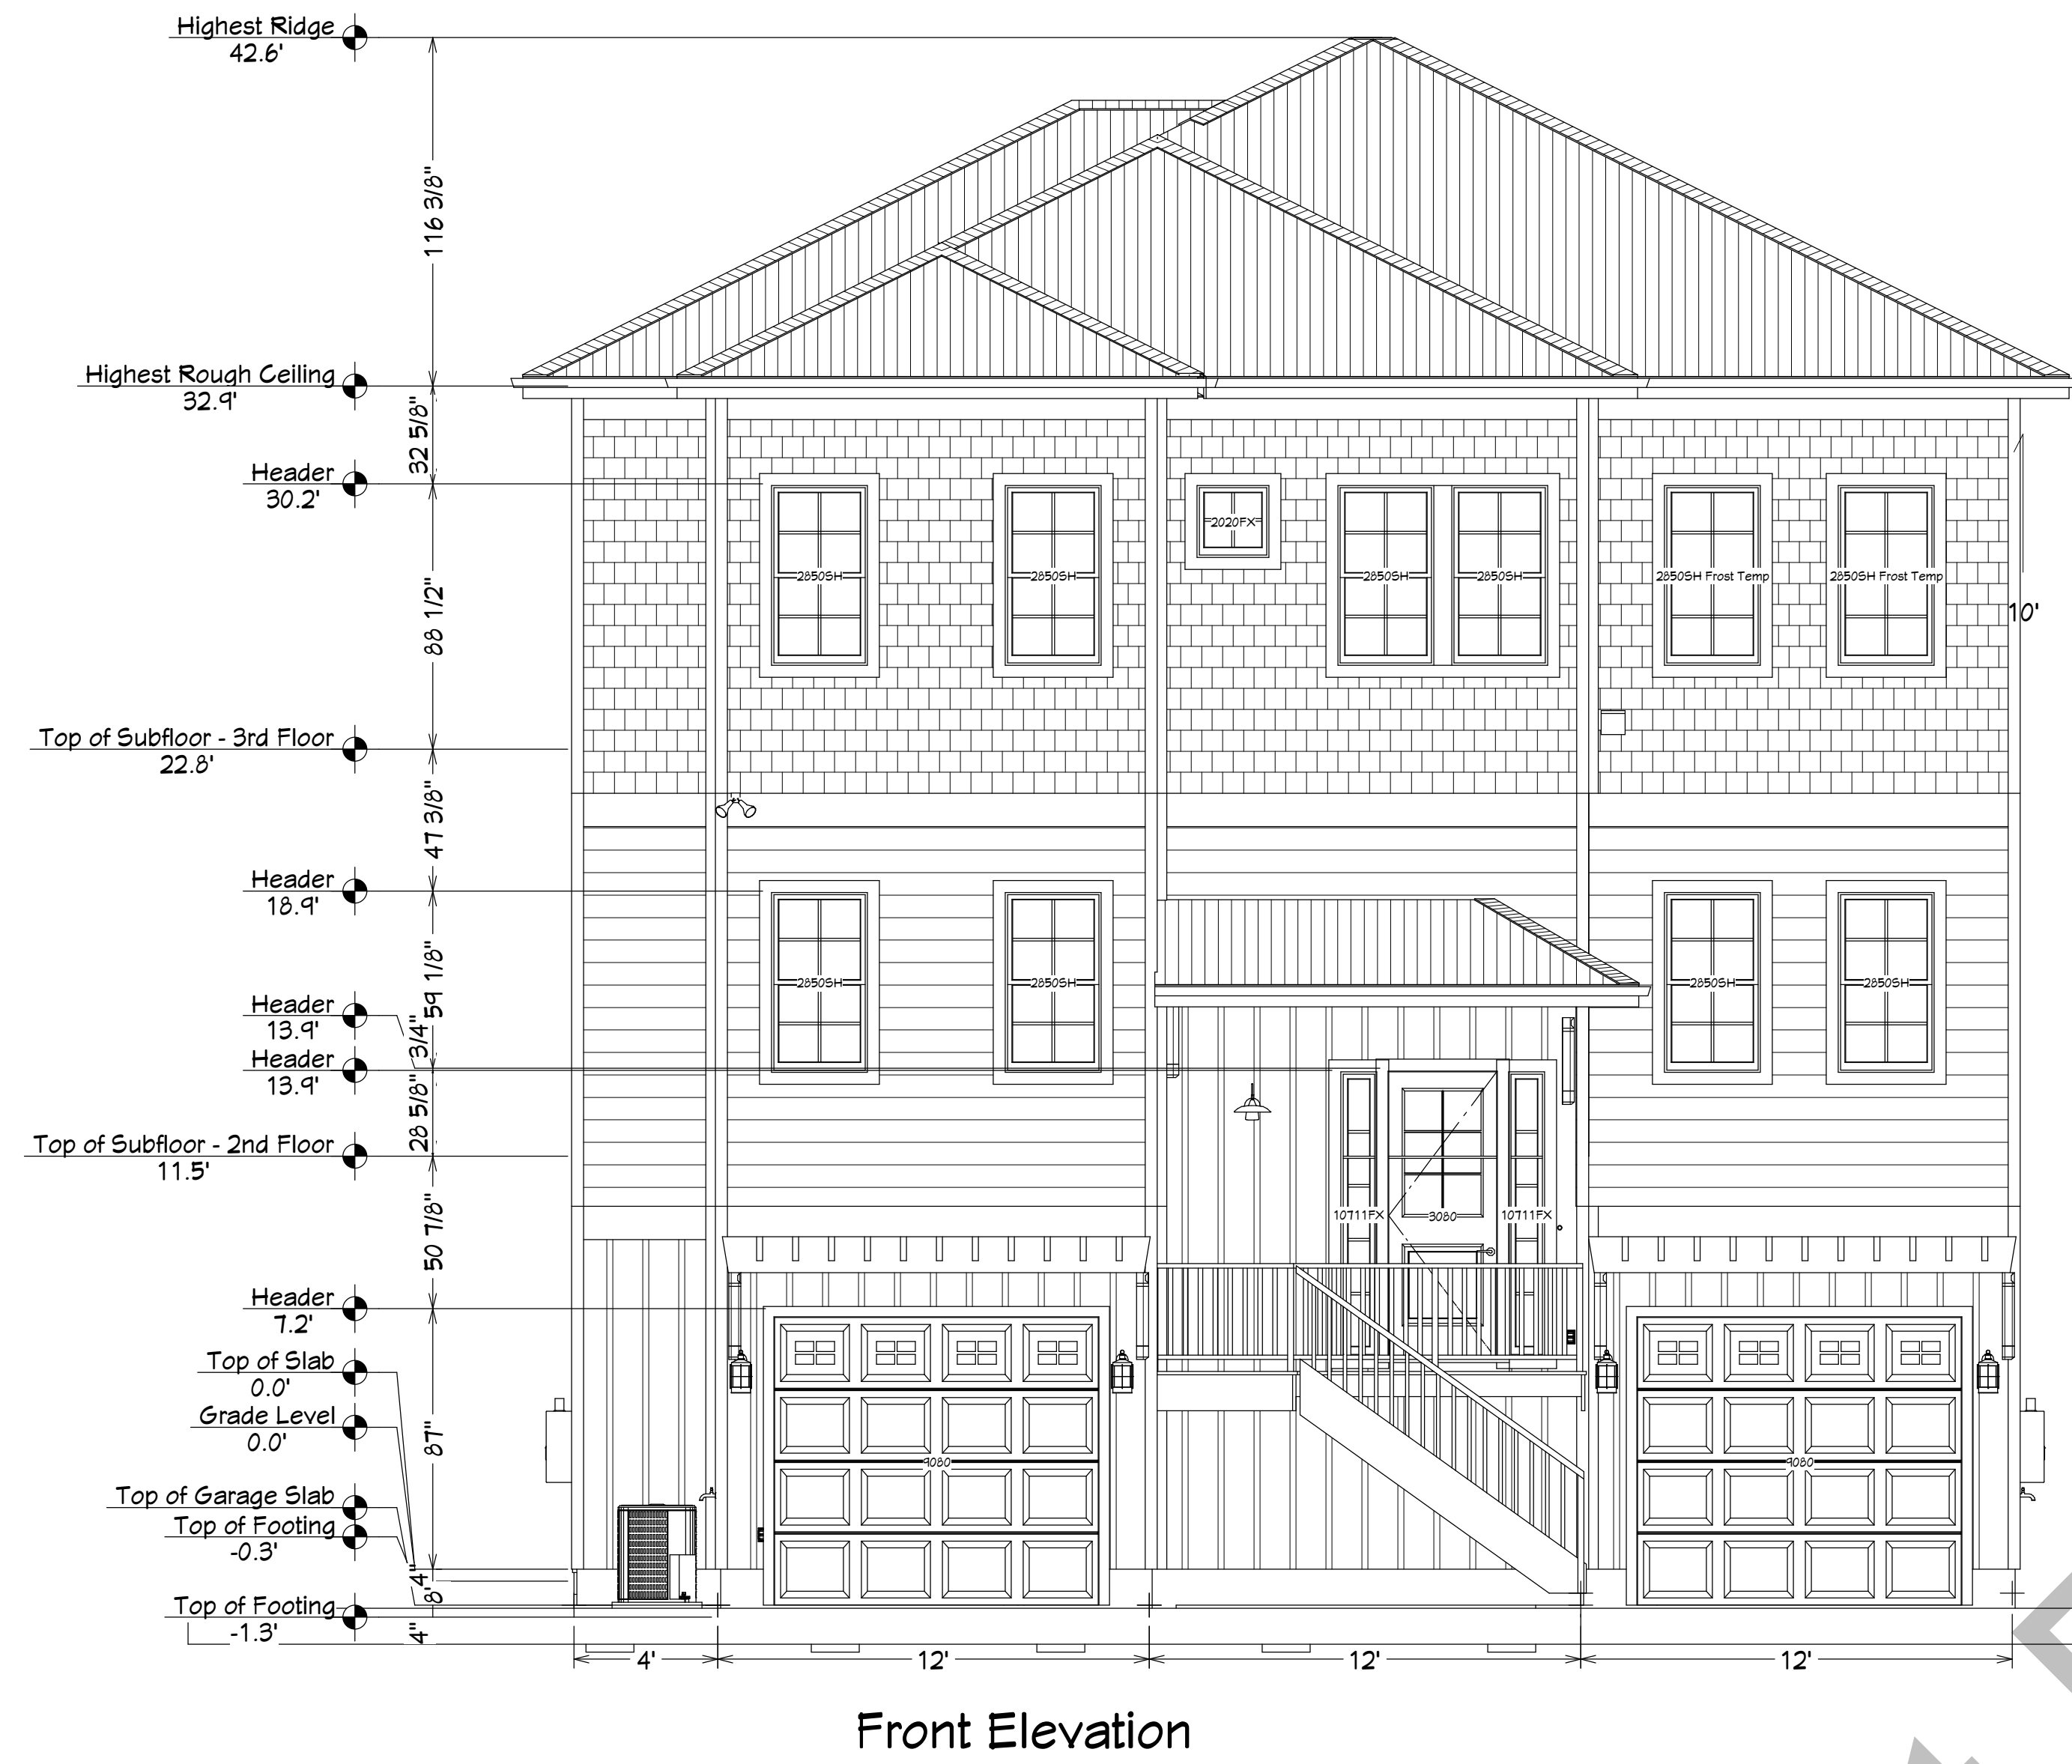 Highest Ridge
42.6'
116 3/8"
Highest Rough Ceiling
32.9'
32 5/8"
Header
30.2'
2020FX
2850SH
2850SH
2850SH
2850SH
2850SH Frost Temp
2850SH Frost Temp
10'
88 1/2"
Top of Subfloor - 3rd Floor
22.8'
47 3/8"
Header
18.9'
59 1/8"
2850SH
2850SH
2850SH
2850SH
Header
13.9'
3/4"
Header
13.9'
28 5/8"
Top of Subfloor - 2nd Floor
11.5'
10711FX
3080
10711FX
50 7/8"
Header
7.2'
Top of Slab
0.0'
Grade Level
0.0'
87"
9080
9080
Top of Garage Slab
Top of Footing
-0.3'
4"
8'
Top of Footing
-1.3'
4"
4'
12'
12'
12'
Front Elevation